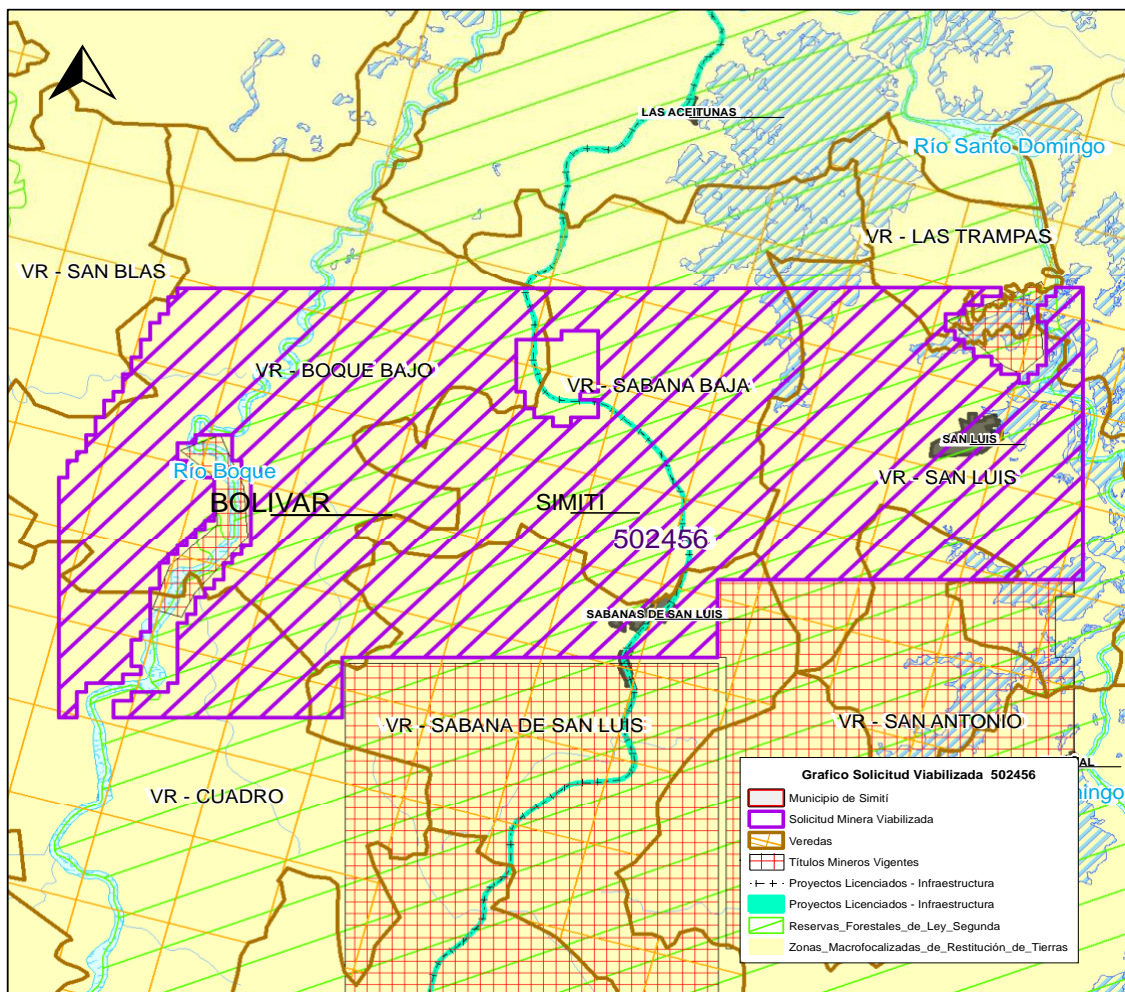 LAS ACEITUNAS
Río Santo Domingo
VR - LAS TRAMPAS
VR - SAN BLAS
VR - BOQUE BAJO
VR - SABANA BAJA
SAN LUIS
Río Boque
VR - SAN LUIS
BOLIVAR
SIMITI
502456
SABANAS DE SAN LUIS
VR - SABANA DE SAN LUIS
VR - SAN ANTONIO
VR - CUADRO
Grafico Solicitud Viabilizada 502456
Municipio de Simití
Solicitud Minera Viabilizada
Veredas
Títulos Mineros Vigentes
Proyectos Licenciados - Infraestructura
Proyectos Licenciados - Infraestructura
Reservas_Forestales_de_Ley_Segunda
Zonas_Macrofocalizadas_de_Restitución_de_Tierras